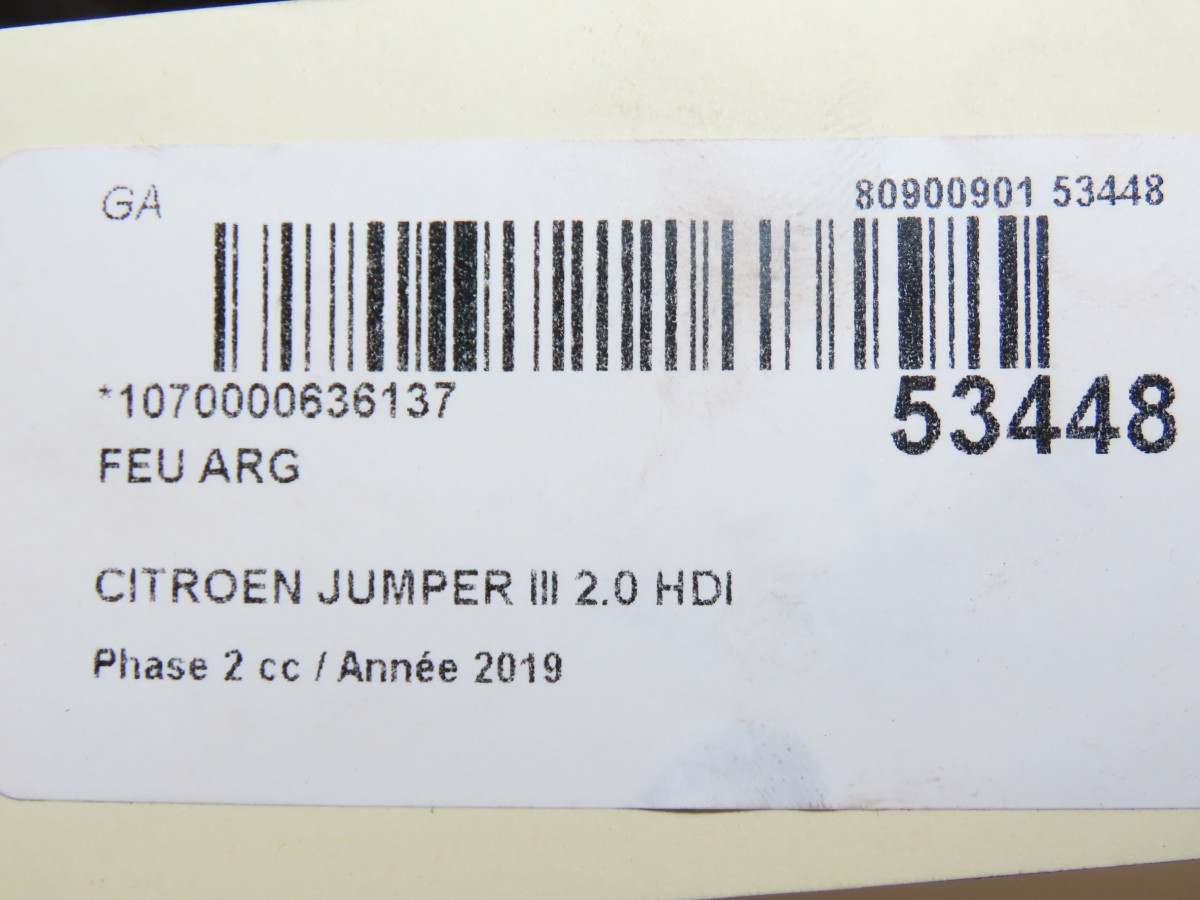 GA
80900901 53448
*1070000636137
53448
FEU ARG
CITROEN JUMPER III 2.0 HDI
Phase 2 cc / Année 2019